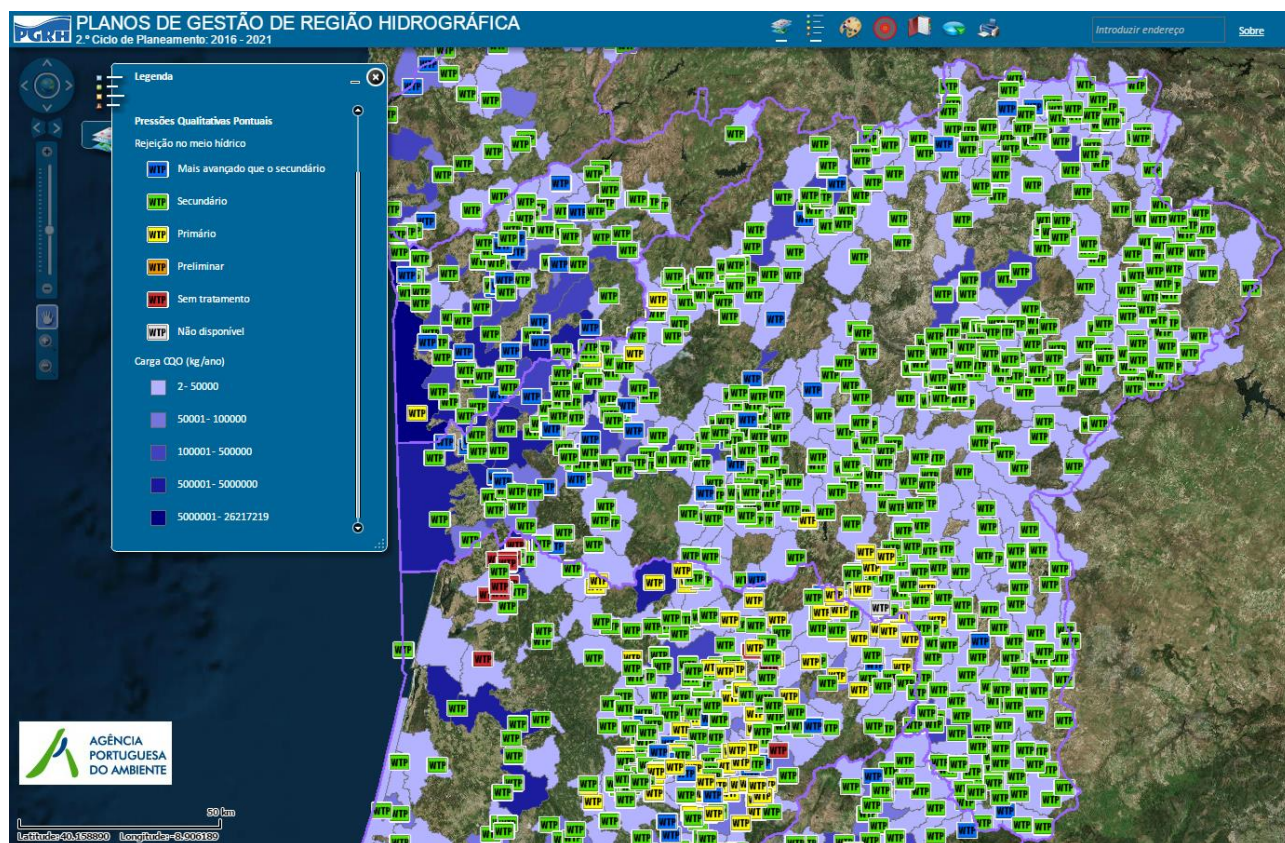 PGRH
PLANOS DE GESTÃO DE REGIÃO HIDROGRÁFICA
2.º Ciclo de Planeamento: 2016 - 2021
Introduzir endereço
Sobre
Legenda
Pressões Qualitativas Pontuais
Rejeição no meio hídrico
WTP Mais avançado que o secundário
WTP Secundário
WTP Primário
WTP Preliminar
WTP Sem tratamento
WTP Não disponível
Carga CQO (kg/ano)
2- 50000
50001- 100000
100001- 500000
500001- 5000000
5000001- 26217219
WTP
AGÊNCIA
PORTUGUESA
DO AMBIENTE
50 km
Latitude: 40.158890 Longitude: -8.906189